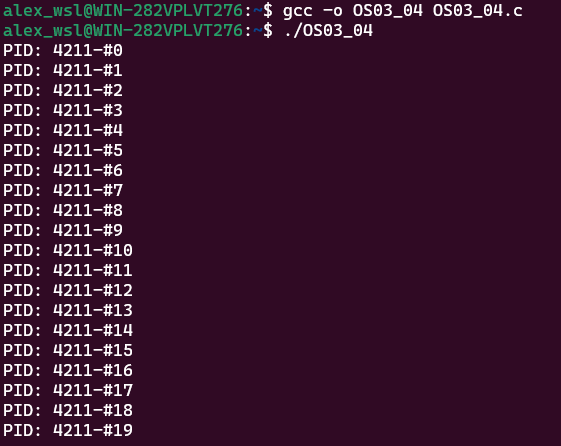 alex_wsl@WIN-282VPLVT276:~$ gcc -o OS03_04 OS03_04.c
alex_wsl@WIN-282VPLVT276:~$ ./OS03_04
PID: 4211-#0
PID: 4211-#1
PID: 4211-#2
PID: 4211-#3
PID: 4211-#4
PID: 4211-#5
PID: 4211-#6
PID: 4211-#7
PID: 4211-#8
PID: 4211-#9
PID: 4211-#10
PID: 4211-#11
PID: 4211-#12
PID: 4211-#13
PID: 4211-#14
PID: 4211-#15
PID: 4211-#16
PID: 4211-#17
PID: 4211-#18
PID: 4211-#19